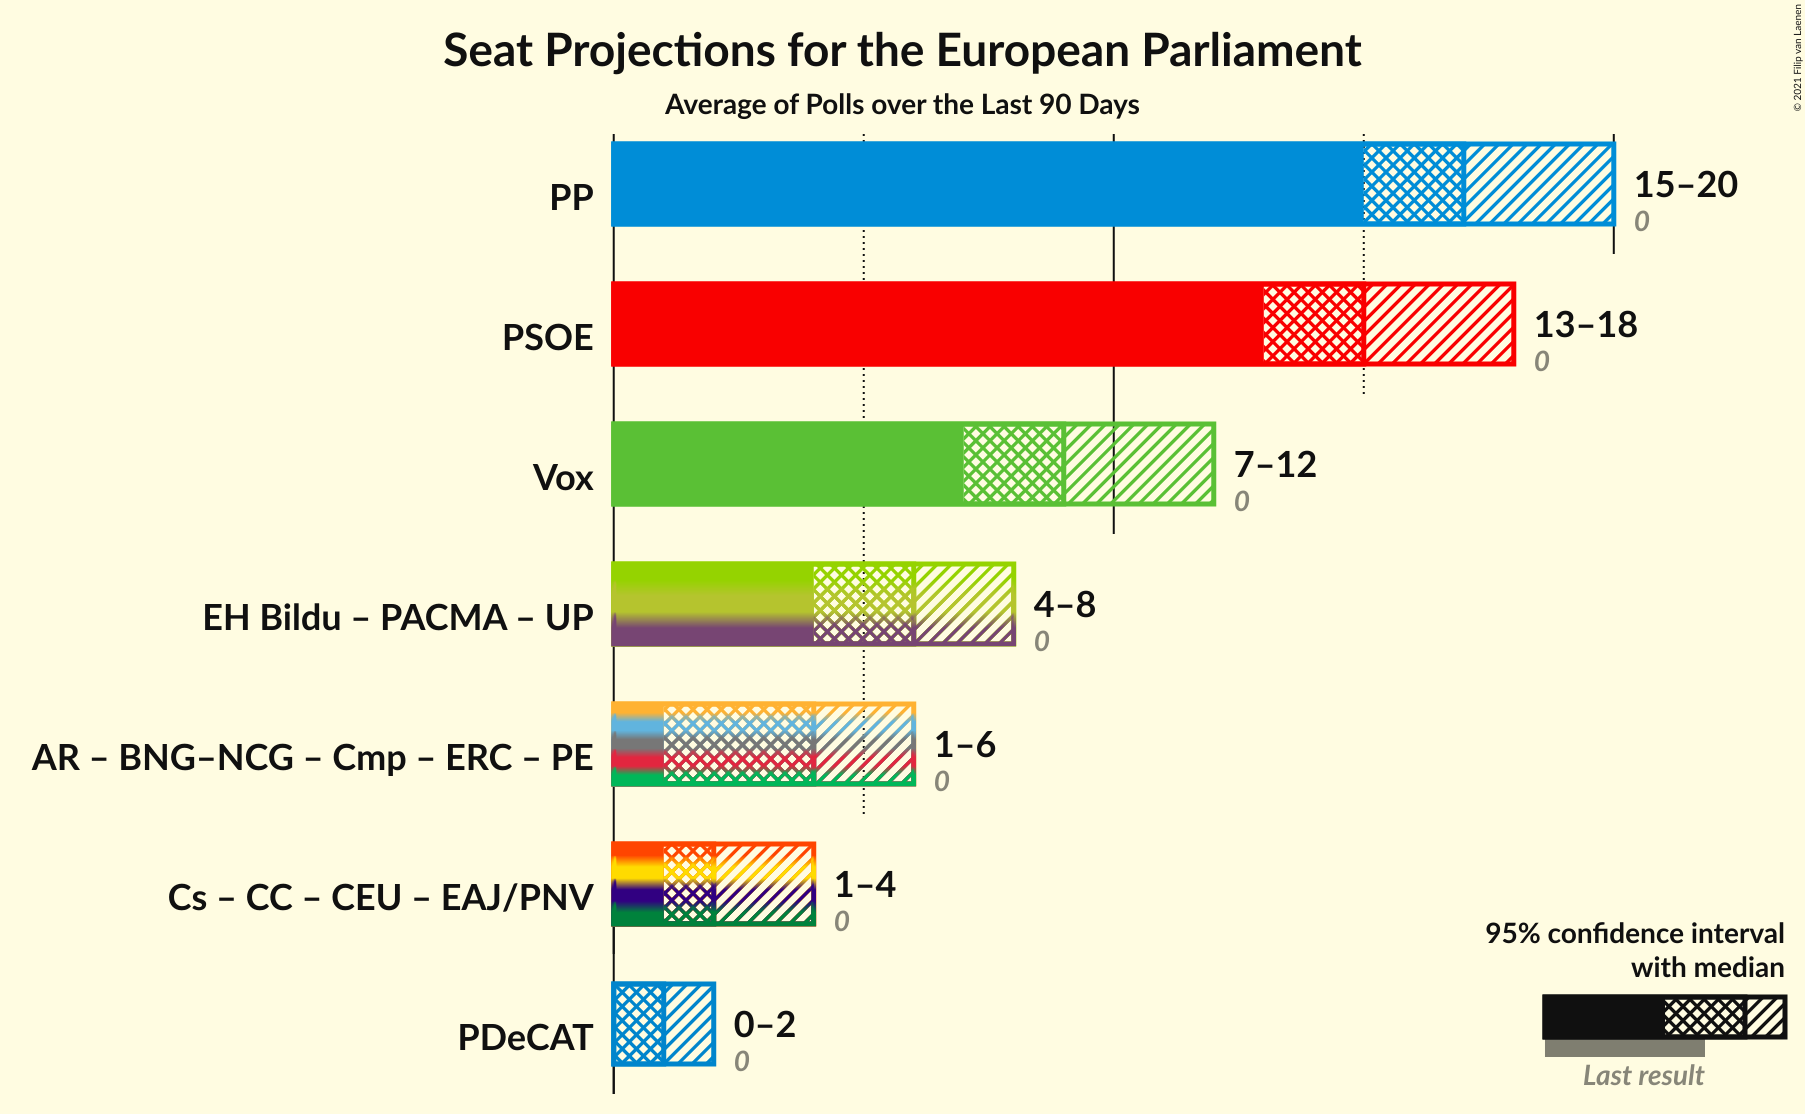 Seat Projections for the European Parliament
Average of Polls over the Last 90 Days
© 2021 Filip van Laenen
PP
15–20
0
PSOE
13–18
0
Vox
7–12
0
EH Bildu – PACMA – UP
4–8
0
AR – BNG–NCG – Cmp – ERC – PE
1–6
0
Cs – CC – CEU – EAJ/PNV
1–4
0
PDeCAT
0–2
0
95% confidence interval
with median
Last result